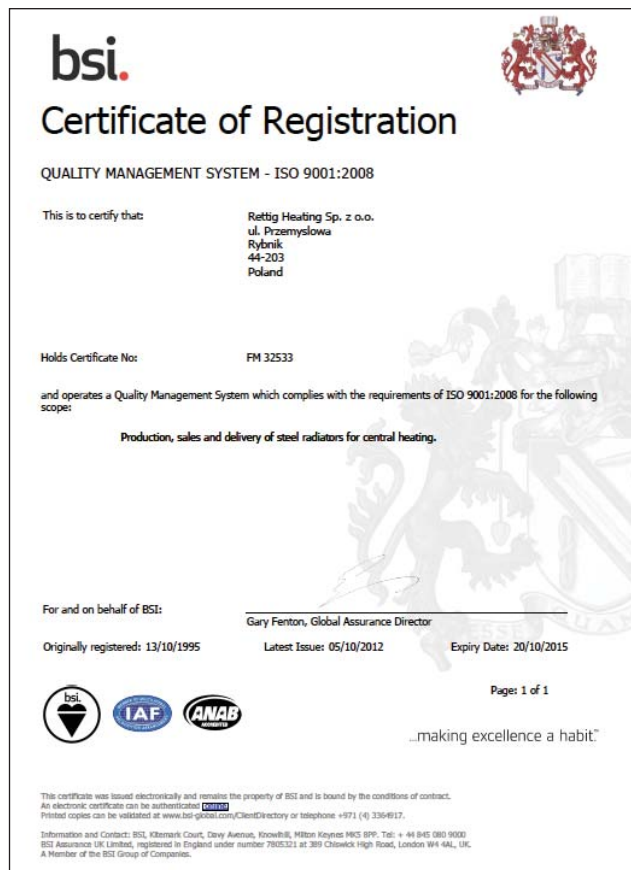 bsi.
Certificate of Registration
QUALITY MANAGEMENT SYSTEM - ISO 9001:2008
This is to certify that:
Rettig Heating Sp. z o.o.
ul. Przemyslowa
Rybnik
44-203
Poland
Holds Certificate No:
FM 32533
and operates a Quality Management System which complies with the requirements of ISO 9001:2008 for the following
scope:
Production, sales and delivery of steel radiators for central heating.
For and on behalf of BSI:
Gary Fenton, Global Assurance Director
Originally registered: 13/10/1995
Latest Issue: 05/10/2012
Expiry Date: 20/10/2015
Page: 1 of 1
bsi.
IAF
ANAB
ACCREDITED
...making excellence a habit.™
This certificate was issued electronically and remains the property of BSI and is bound by the conditions of contract.
An electronic certificate can be authenticated online
Printed copies can be validated at www.bsi-global.com/ClientDirectory or telephone +971 (4) 3364917.
Information and Contact: BSI, Kitemark Court, Davy Avenue, Knowlhill, Milton Keynes MK5 8PP. Tel: + 44 845 080 9000
BSI Assurance UK Limited, registered in England under number 7805321 at 389 Chiswick High Road, London W4 4AL, UK.
A Member of the BSI Group of Companies.